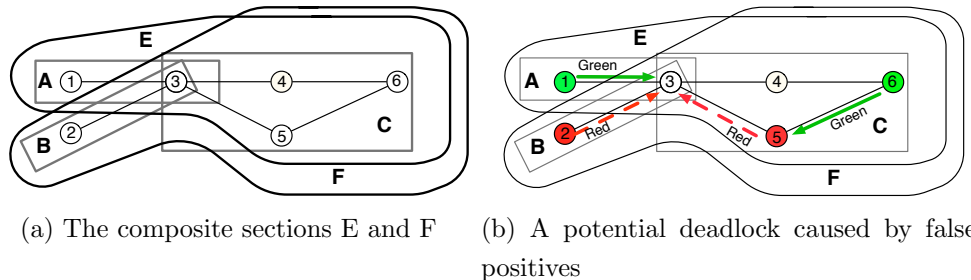 E
F
A
1
3
4
6
2
B
5
C
F
E
F
A
1
Green
3
4
6
2
Red
Red
Green
B
5
C
F
(a) The composite sections E and F
(b) A potential deadlock caused by false
positives